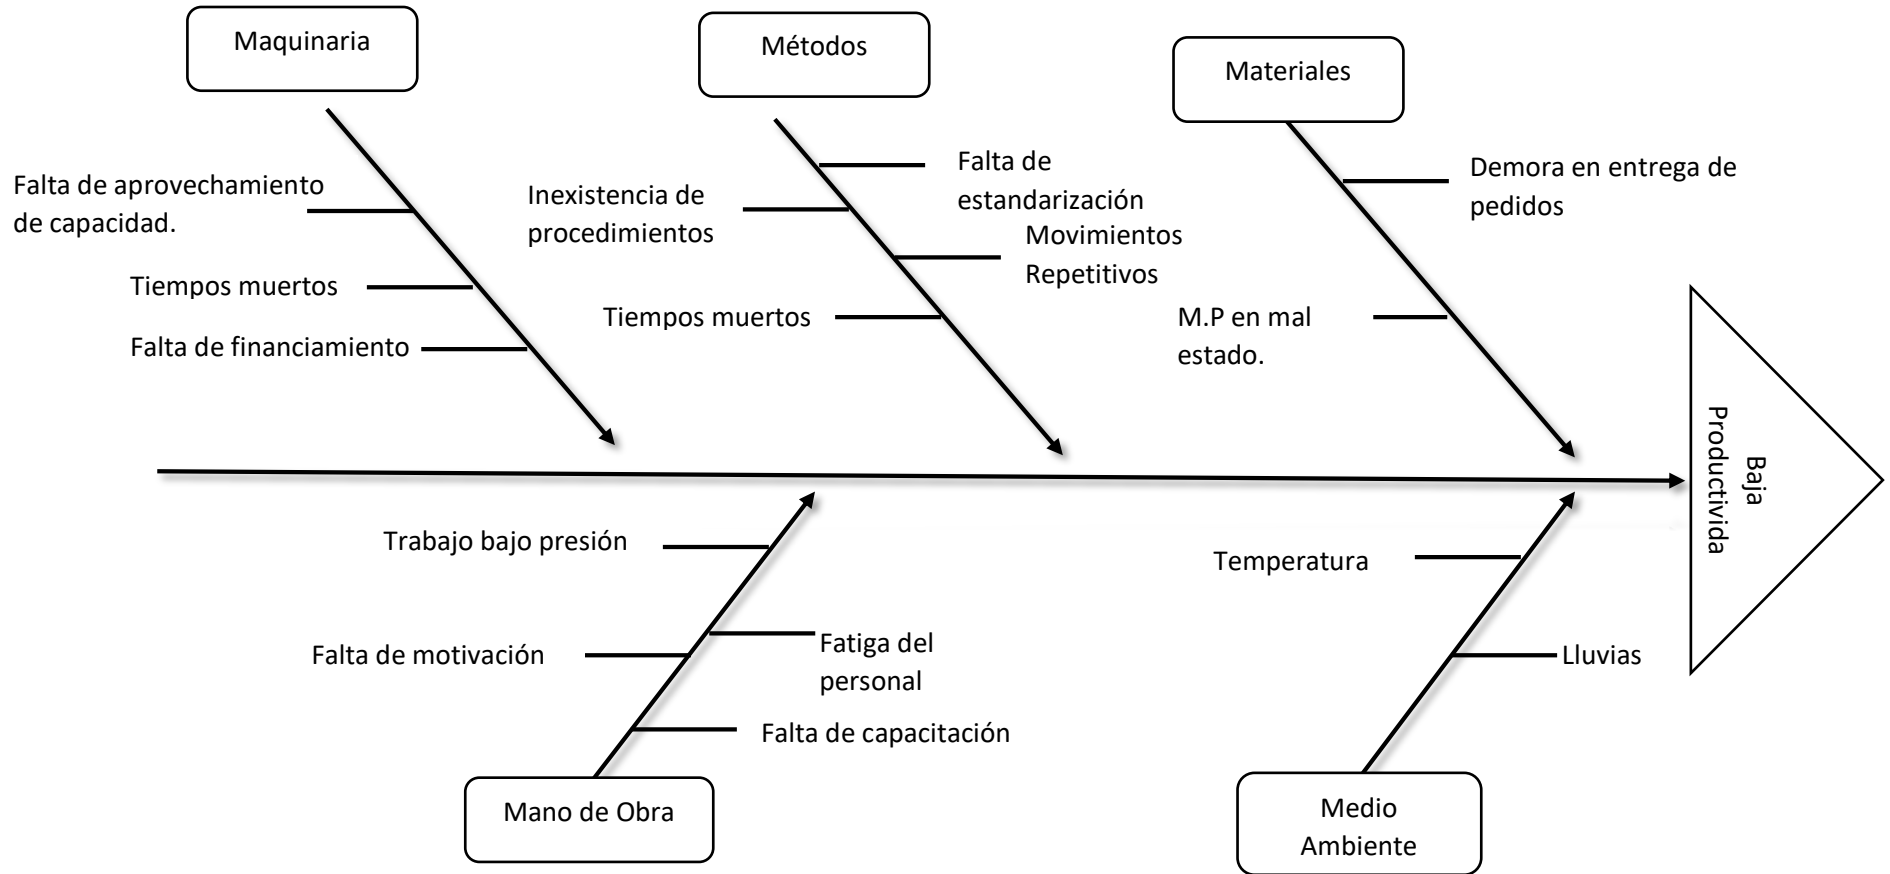 Maquinaria
Métodos
Materiales
Falta de aprovechamiento
de capacidad.
Tiempos muertos
Falta de financiamiento
Inexistencia de
procedimientos
Tiempos muertos
Falta de
estandarización
Movimientos
Repetitivos
Demora en entrega de
pedidos
M.P en mal
estado.
Baja
Productivida
Trabajo bajo presión
Falta de motivación
Fatiga del
personal
Falta de capacitación
Temperatura
Lluvias
Mano de Obra
Medio
Ambiente